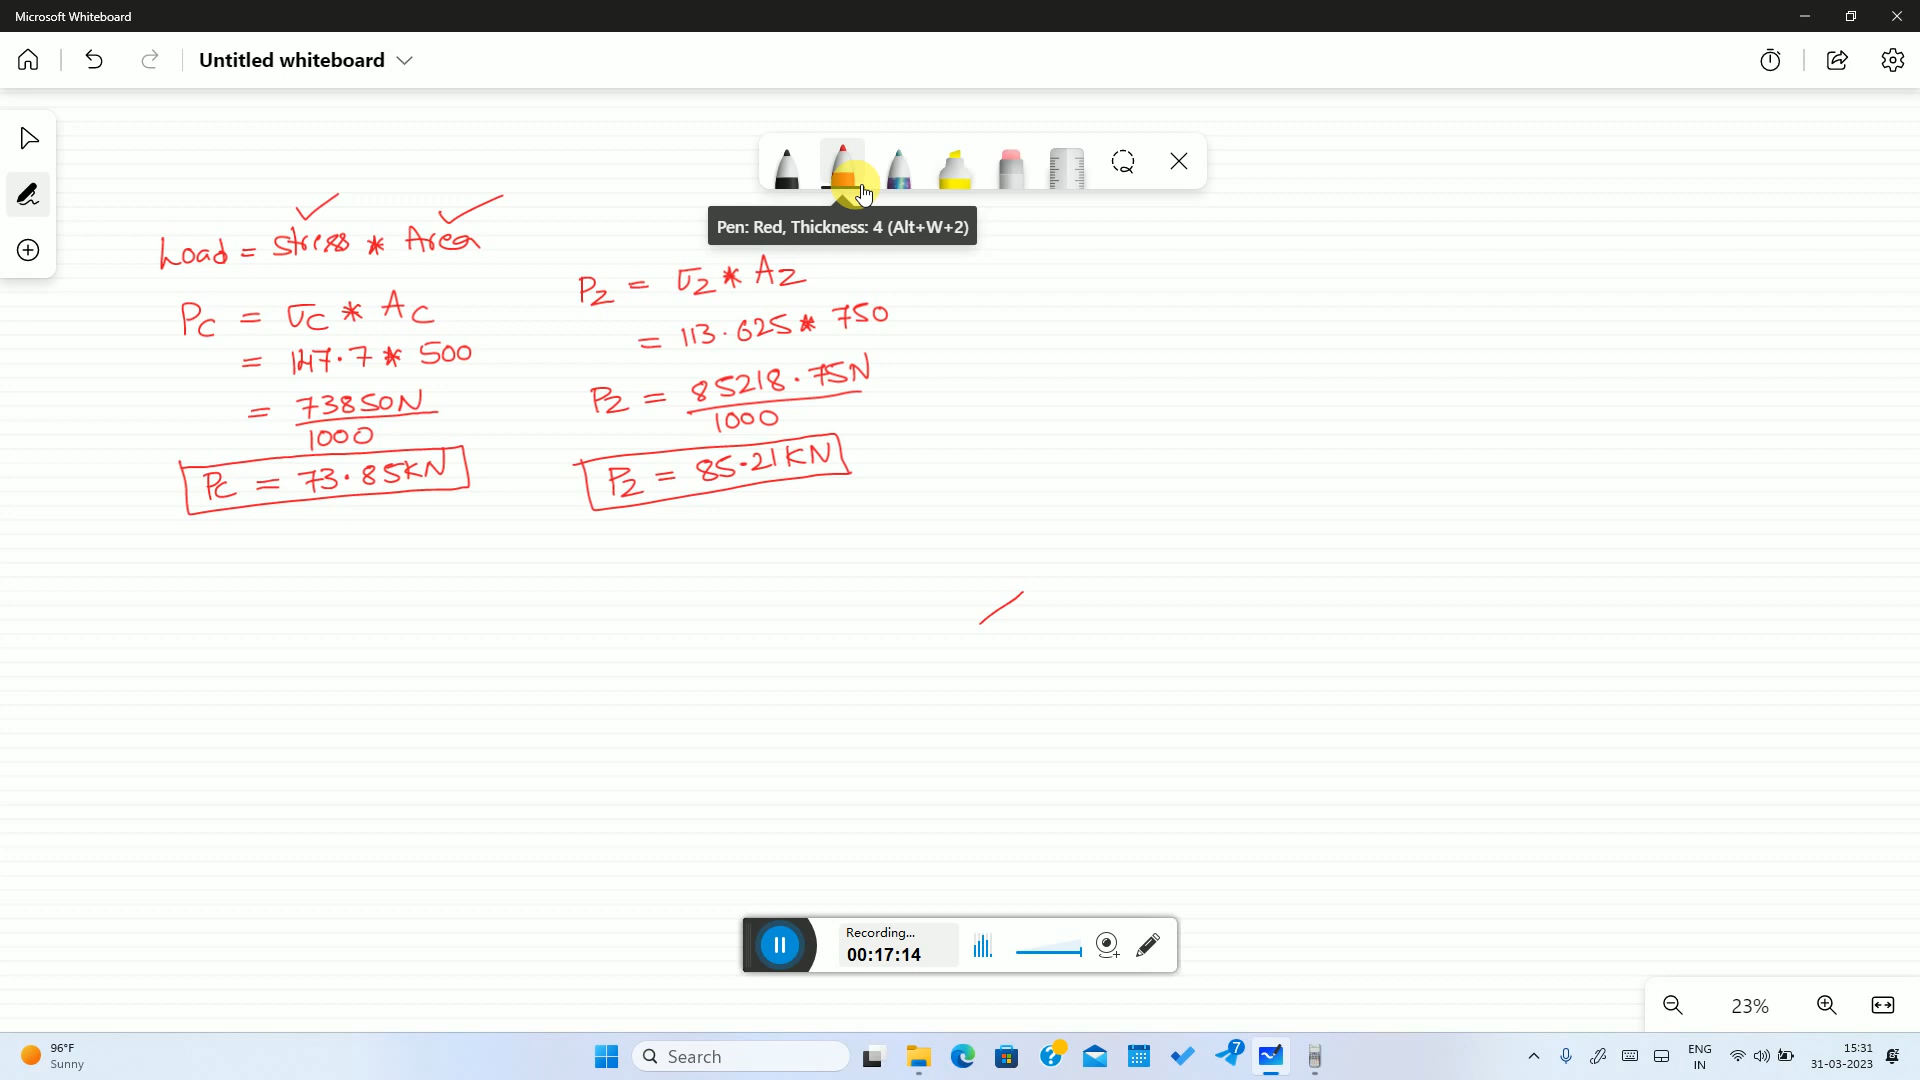 Microsoft Whiteboard
Untitled whiteboard
Pen: Red, Thickness: 4 (Alt+W+2)
Load = Stress * Area
Pc = σc * Ac
= 147.7 * 500
= 73850N
1000
Pc = 73.85KN
Pz = σz * Az
= 113.625 * 750
Pz = 85218.75N
1000
Pz = 85.21KN
Recording...
00:17:14
23%
96°F
Sunny
Search
7
ENG
IN
15:31
31-03-2023